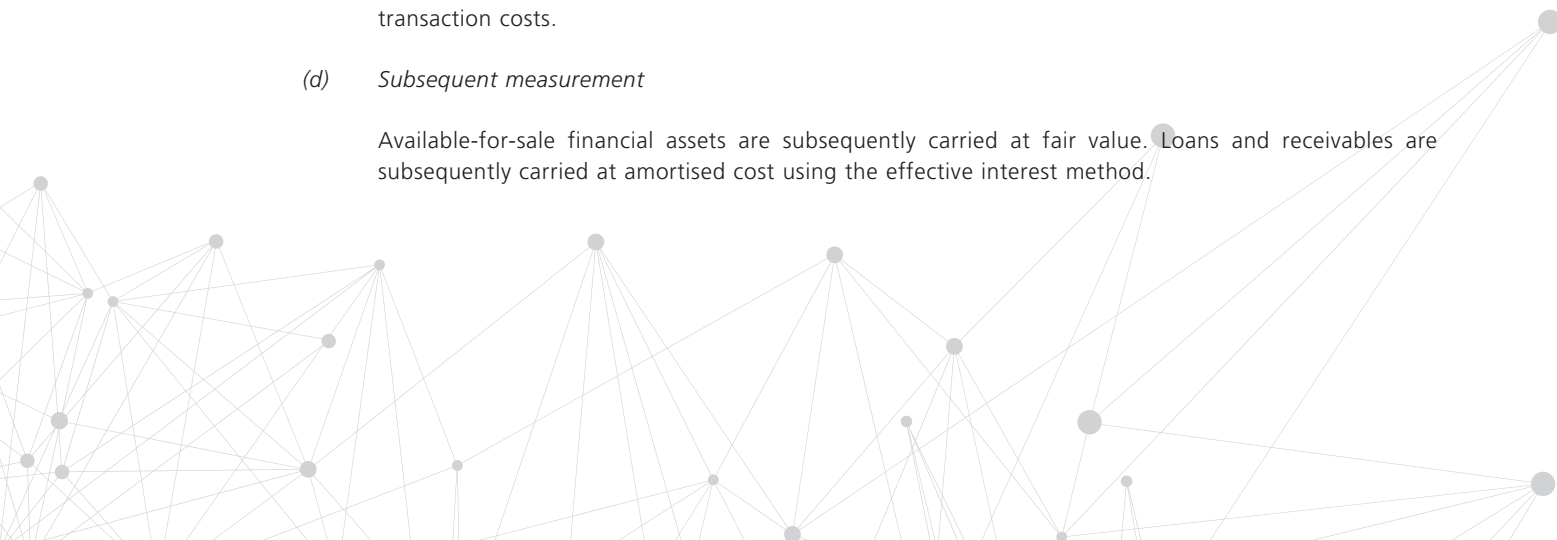 transaction costs.
(d) Subsequent measurement
Available-for-sale financial assets are subsequently carried at fair value. Loans and receivables are
subsequently carried at amortised cost using the effective interest method.